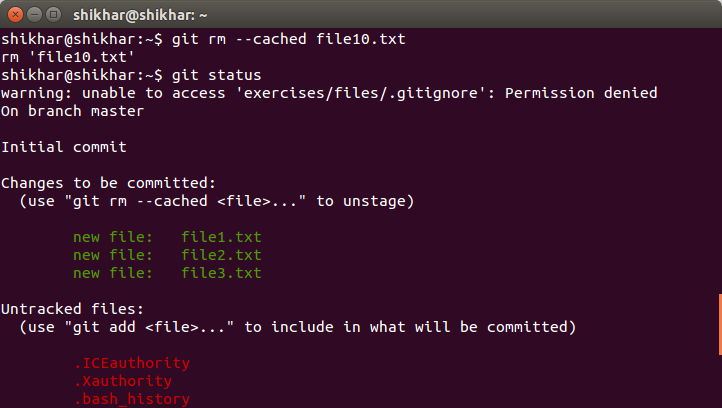 shikhar@shikhar: ~
shikhar@shikhar:~$ git rm --cached file10.txt
rm 'file10.txt'
shikhar@shikhar:~$ git status
warning: unable to access 'exercises/files/.gitignore': Permission denied
On branch master
Initial commit
Changes to be committed:
(use "git rm --cached <file>..." to unstage)
new file: file1.txt
new file: file2.txt
new file: file3.txt
Untracked files:
(use "git add <file>..." to include in what will be committed)
.ICEauthority
.Xauthority
.bash_history